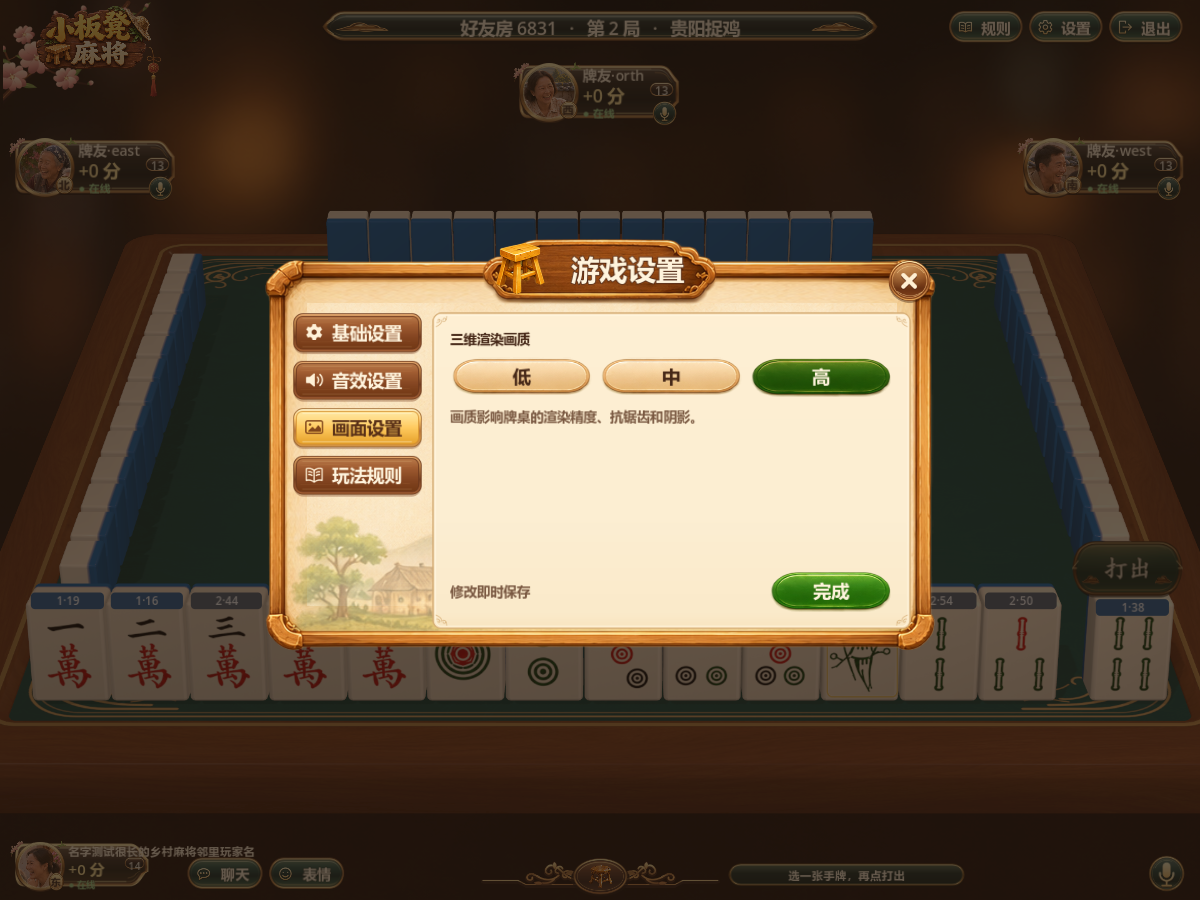 小板凳
麻将
好友房 6831 · 第 2 局 · 贵阳捉鸡
规则
设置
退出
牌友·orth
+0 分
13
西
在线
牌友·east
+0 分
13
北
在线
牌友·west
+0 分
13
南
在线
游戏设置
基础设置
音效设置
画面设置
玩法规则
三维渲染画质
低
中
高
画质影响牌桌的渲染精度、抗锯齿和阴影。
修改即时保存
完成
打出
1·19
1·16
2·44
2·54
2·50
1·38
一
二
三
萬
萬
萬
萬
萬
名字测试很长的乡村麻将邻里玩家名
+0 分
14
东
在线
聊天
表情
选一张手牌，再点打出